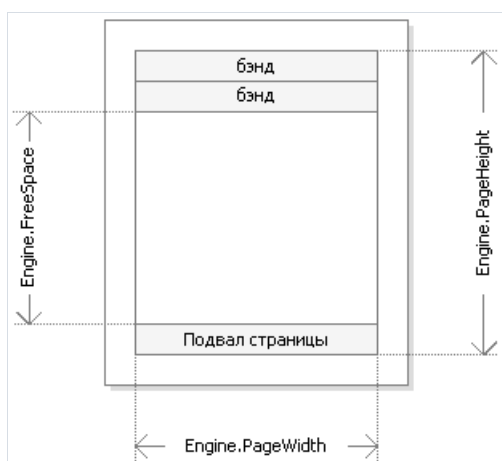 бэнд
бэнд
Engine.FreeSpace
Engine.PageHeight
Подвал страницы
Engine.PageWidth